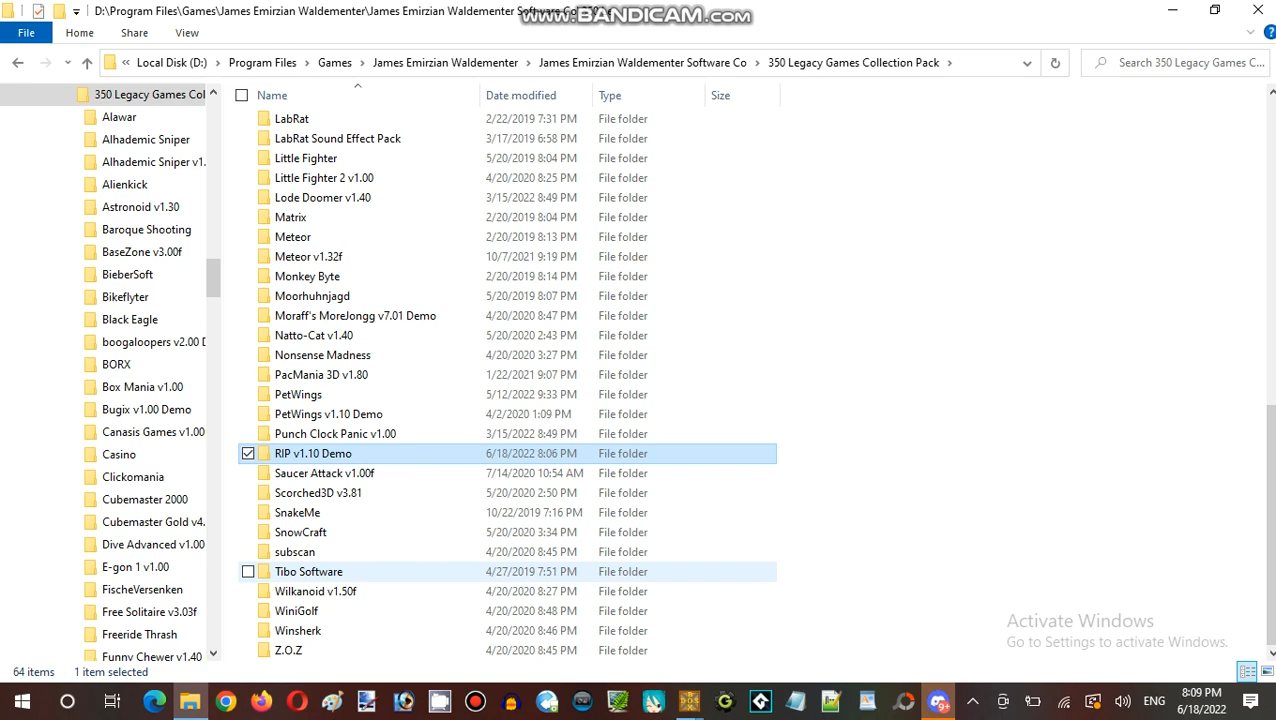 D:\Program Files\Games\James Emirzian Waldementer\James Emirzian Waldementer Software Co\350 Le
www.BANDICAM.com
File
Home
Share
View
Local Disk (D:)
Program Files
Games
James Emirzian Waldementer
James Emirzian Waldementer Software Co
350 Legacy Games Collection Pack
Search 350 Legacy Games C...
Name
Date modified
Type
Size
350 Legacy Games Col
Alawar
Alhademic Sniper
Alhademic Sniper v1.
Alienkick
Astronoid v1.30
Baroque Shooting
BaseZone v3.00f
BieberSoft
Bikeflyter
Black Eagle
boogaloopers v2.00 D
BORX
Box Mania v1.00
Bugix v1.00 Demo
Canasis Games v1.00
Casino
Clickomania
Cubemaster 2000
Cubemaster Gold v4.
Dive Advanced v1.00
E-gon 1 v1.00
FischeVersenken
Free Solitaire v3.03f
Freeride Thrash
Funny Chewer v1.40
LabRat 2/22/2019 7:31 PM File folder
LabRat Sound Effect Pack 3/17/2019 6:58 PM File folder
Little Fighter 5/20/2019 8:04 PM File folder
Little Fighter 2 v1.00 4/20/2020 8:25 PM File folder
Lode Doomer v1.40 3/15/2022 8:49 PM File folder
Matrix 2/20/2019 8:04 PM File folder
Meteor 2/20/2019 8:13 PM File folder
Meteor v1.32f 10/7/2021 9:19 PM File folder
Monkey Byte 2/20/2019 8:14 PM File folder
Moorhuhnjagd 5/20/2019 8:07 PM File folder
Moraff's MoreJongg v7.01 Demo 4/20/2020 8:47 PM File folder
Natto-Cat v1.40 5/20/2020 2:43 PM File folder
Nonsense Madness 4/20/2020 3:27 PM File folder
PacMania 3D v1.80 1/22/2021 9:07 PM File folder
PetWings 5/12/2022 9:33 PM File folder
PetWings v1.10 Demo 4/2/2020 1:09 PM File folder
Punch Clock Panic v1.00 3/15/2022 8:49 PM File folder
RIP v1.10 Demo 6/18/2022 8:06 PM File folder
Saucer Attack v1.00f 7/14/2020 10:54 AM File folder
Scorched3D v3.81 5/20/2020 2:50 PM File folder
SnakeMe 10/22/2019 7:16 PM File folder
SnowCraft 5/20/2020 3:34 PM File folder
subscan 4/20/2020 8:45 PM File folder
Tibo Software 4/27/2019 7:51 PM File folder
Wilkanoid v1.50f 4/20/2020 8:27 PM File folder
WiniGolf 4/20/2020 8:48 PM File folder
Winsherk 4/20/2020 8:46 PM File folder
Z.O.Z 4/20/2020 8:45 PM File folder
Activate Windows
Go to Settings to activate Windows.
64 items
1 item selected
9+
ENG
8:09 PM
6/18/2022